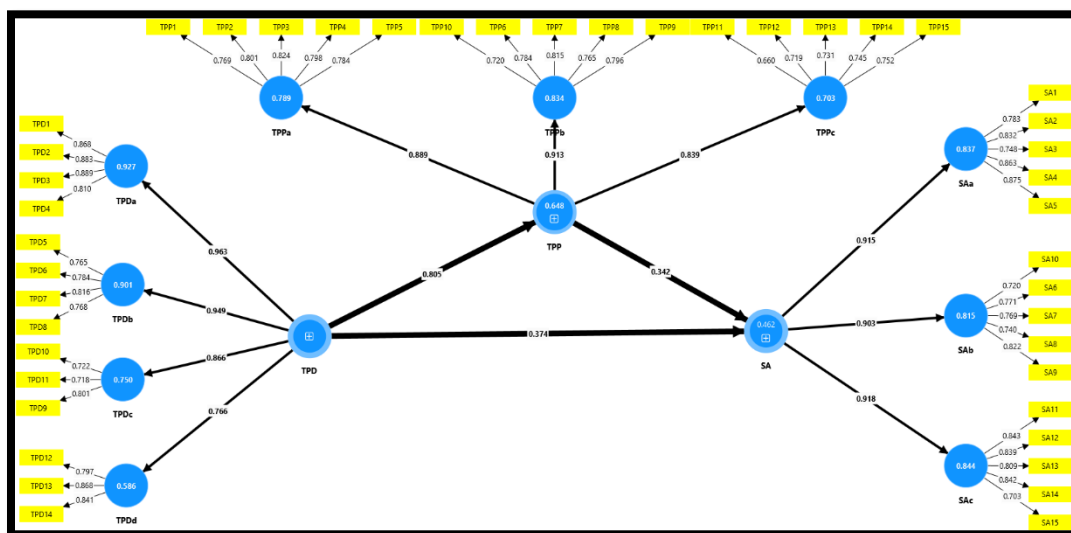 TPP1 TPP2 TPP3 TPP4 TPP5 TPP10 TPP6 TPP7 TPP8 TPP9 TPP11 TPP12 TPP13 TPP14 TPP15
0.769 0.801 0.824 0.798 0.784 0.720 0.784 0.815 0.765 0.796 0.660 0.719 0.731 0.745 0.752
0.789 0.834 0.703
TPPa TPPb TPPc
TPD1 0.868
TPD2 0.883
TPD3 0.889
TPD4 0.810
0.927
TPDa
0.889 0.913 0.839
SA1 0.783
SA2 0.832
SA3 0.748
SA4 0.863
SA5 0.875
0.837
SAa
0.648
TPP
0.963 0.805 0.342 0.915
TPD5 0.765
TPD6 0.784
TPD7 0.816
TPD8 0.768
0.901
TPDb
0.949
SA10 0.720
SA6 0.771
SA7 0.769
SA8 0.740
SA9 0.822
0.815
SAb
0.903
TPD
0.374
0.462
SA
TPD10 0.722
TPD11 0.718
TPD9 0.801
0.750
TPDc
0.866
0.766
0.918
TPD12 0.797
TPD13 0.868
TPD14 0.841
0.586
TPDd
SA11 0.843
SA12 0.839
SA13 0.809
SA14 0.842
SA15 0.703
0.844
SAc